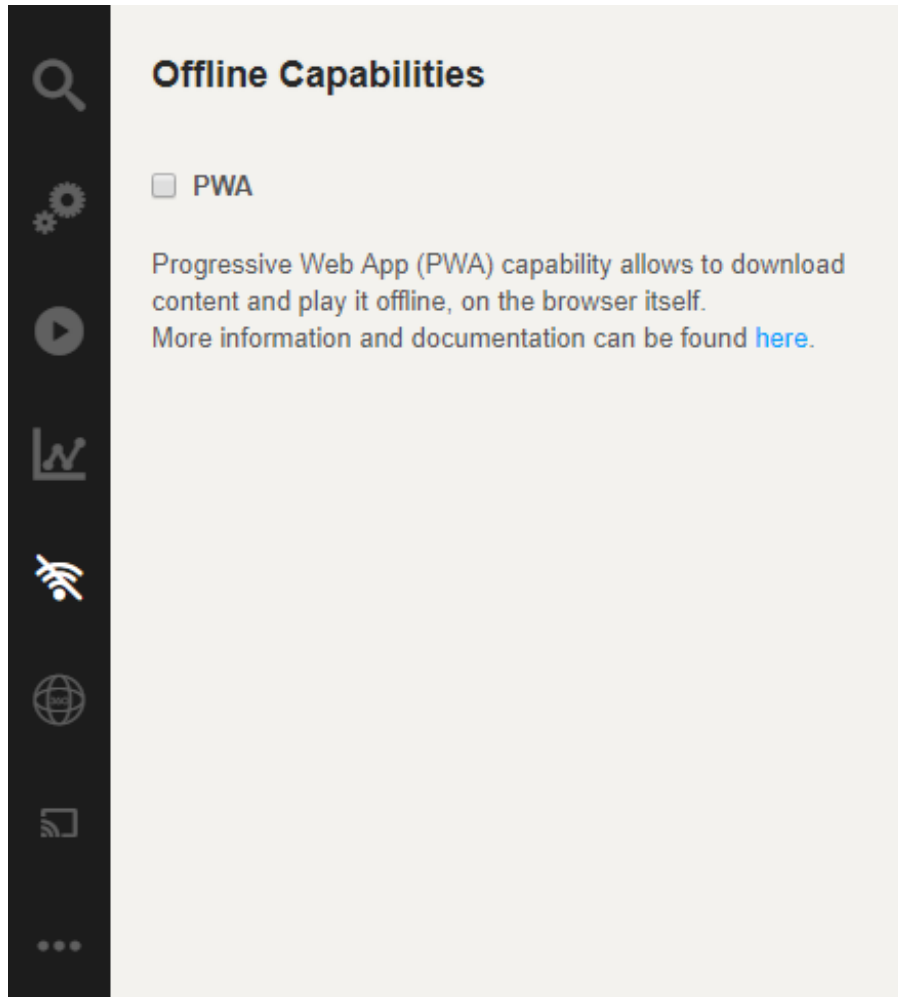 Offline Capabilities
PWA
Progressive Web App (PWA) capability allows to download
content and play it offline, on the browser itself.
More information and documentation can be found here.
360